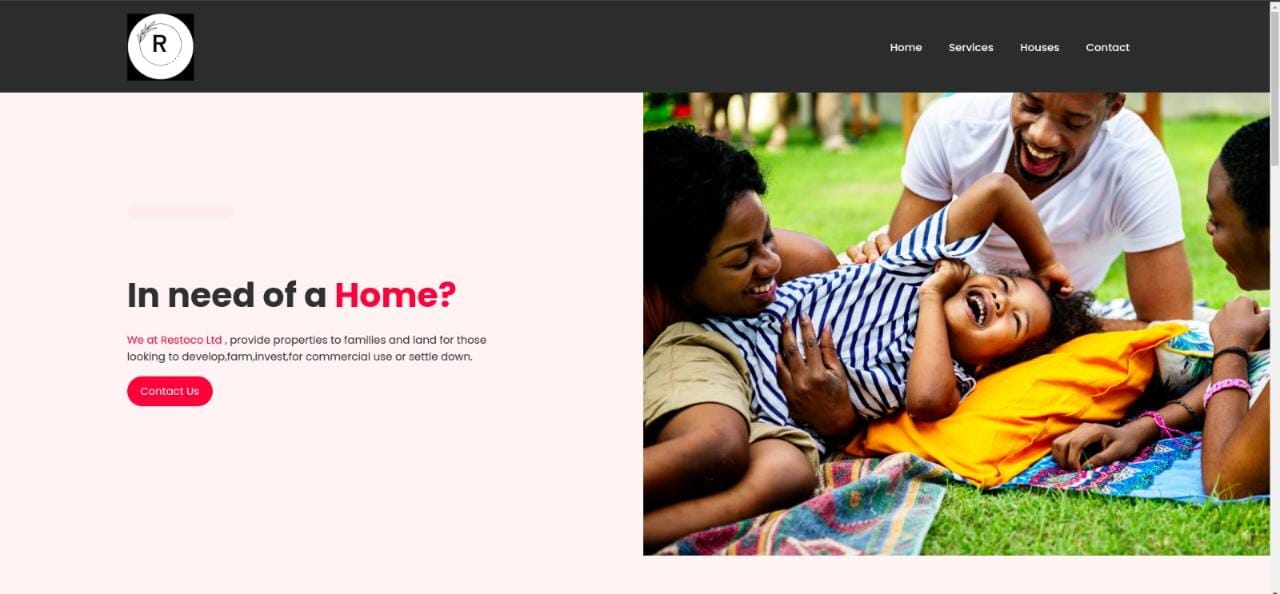 R
Home Services Houses Contact
In need of a Home?
We at Restoco Ltd , provide properties to families and land for those
looking to develop,farm,invest,for commercial use or settle down.
Contact Us